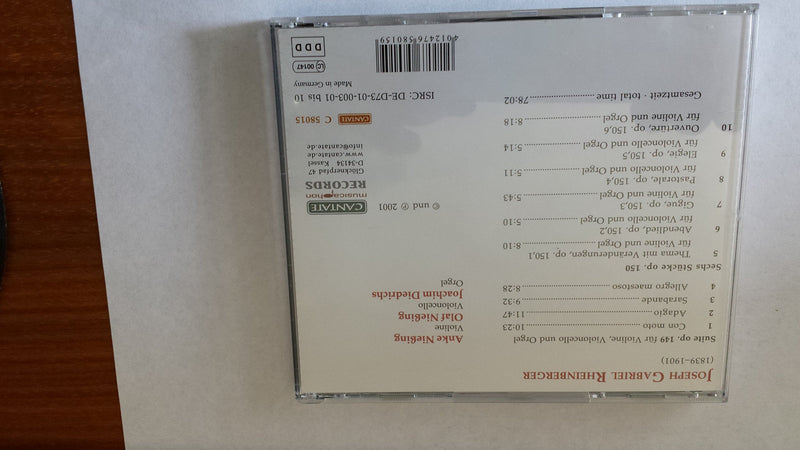 JOSEPH GABRIEL RHEINBERGER
(1839–1901)
Suite op. 149 für Violine, Violoncello und Orgel
1 Con moto 10:23
2 Adagio 11:47
3 Sarabande 9:32
4 Allegro maestoso 8:28
Sechs Stücke op. 150
5 Thema mit Veränderungen, op. 150,1
für Violine und Orgel 8:10
6 Abendlied, op. 150,2
für Violoncello und Orgel 5:10
7 Gigue, op. 150,3
für Violine und Orgel 5:43
8 Pastorale, op. 150,4
für Violoncello und Orgel 5:11
9 Elegie, op. 150,5
für Violoncello und Orgel 5:14
10 Ouvertüre, op. 150,6
für Violine und Orgel 8:18
Gesamtzeit · total time 78:02
Anke Nießing
Violine
Olaf Nießing
Violoncello
Joachim Diedrichs
Orgel
© und ℗ 2001
CANTATE
musicaphon
RECORDS
Glöcknerpfad 47
D-34134 Kassel
www.cantate.de
info@cantate.de
CANTATE C 58015
ISRC: DE-D73-01-003-01 bis 10
Made in Germany
LC 00147
DDD
4 012476 580159